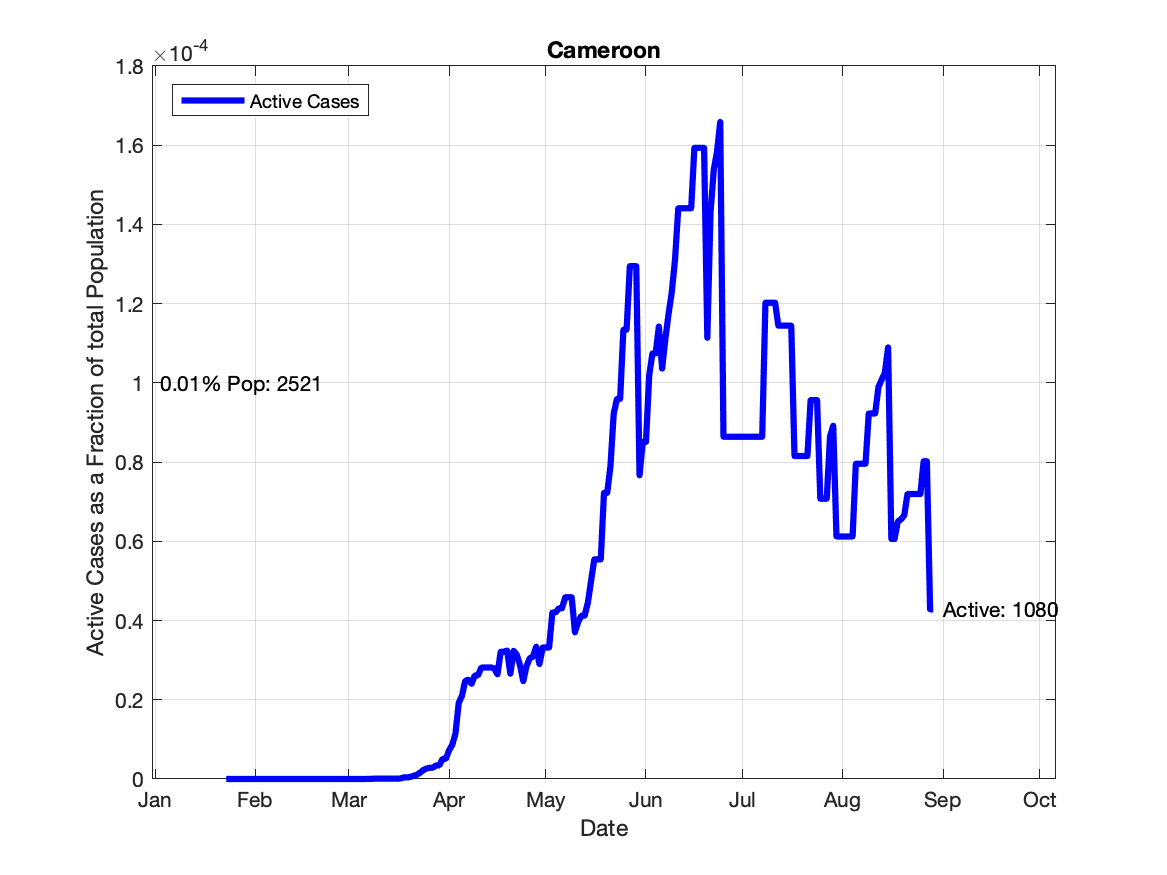 Cameroon
×10-4
Active Cases
1.8
1.6
1.4
1.2
1
0.8
0.6
0.4
0.2
0
0.01% Pop: 2521
Active: 1080
Active Cases as a Fraction of total Population
Jan Feb Mar Apr May Jun Jul Aug Sep Oct
Date